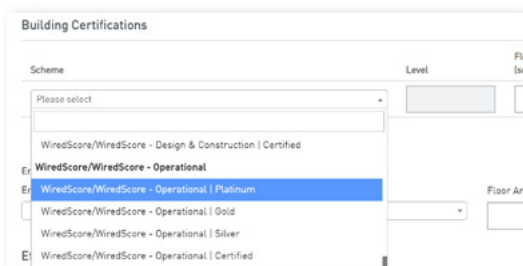 Building Certifications
Scheme
Level
Please select
WiredScore/WiredScore - Design & Construction | Certified
WiredScore/WiredScore - Operational
WiredScore/WiredScore - Operational | Platinum
WiredScore/WiredScore - Operational | Gold
WiredScore/WiredScore - Operational | Silver
WiredScore/WiredScore - Operational | Certified
Floor Ar